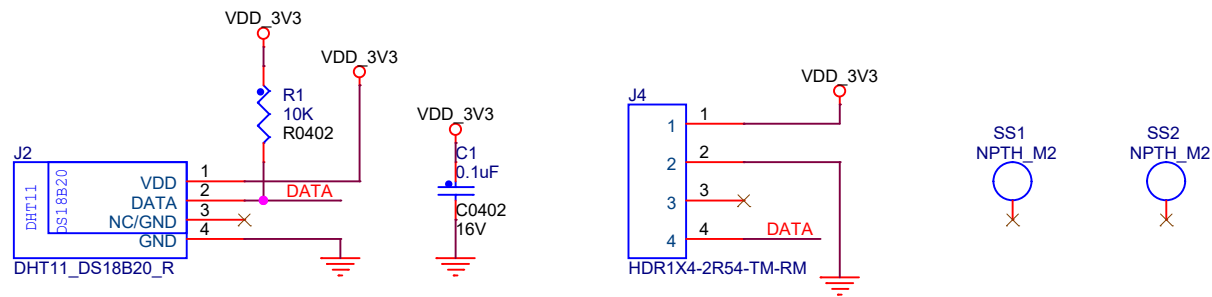 VDD_3V3
VDD_3V3
R1
10K
R0402
J2
DHT11
DS18B20
VDD
DATA
NC/GND
GND
1
2
3
4
DATA
DHT11_DS18B20_R
VDD_3V3
C1
0.1uF
C0402
16V
VDD_3V3
J4
1
2
3
4
1
2
3
4
DATA
HDR1X4-2R54-TM-RM
SS1
NPTH_M2
SS2
NPTH_M2